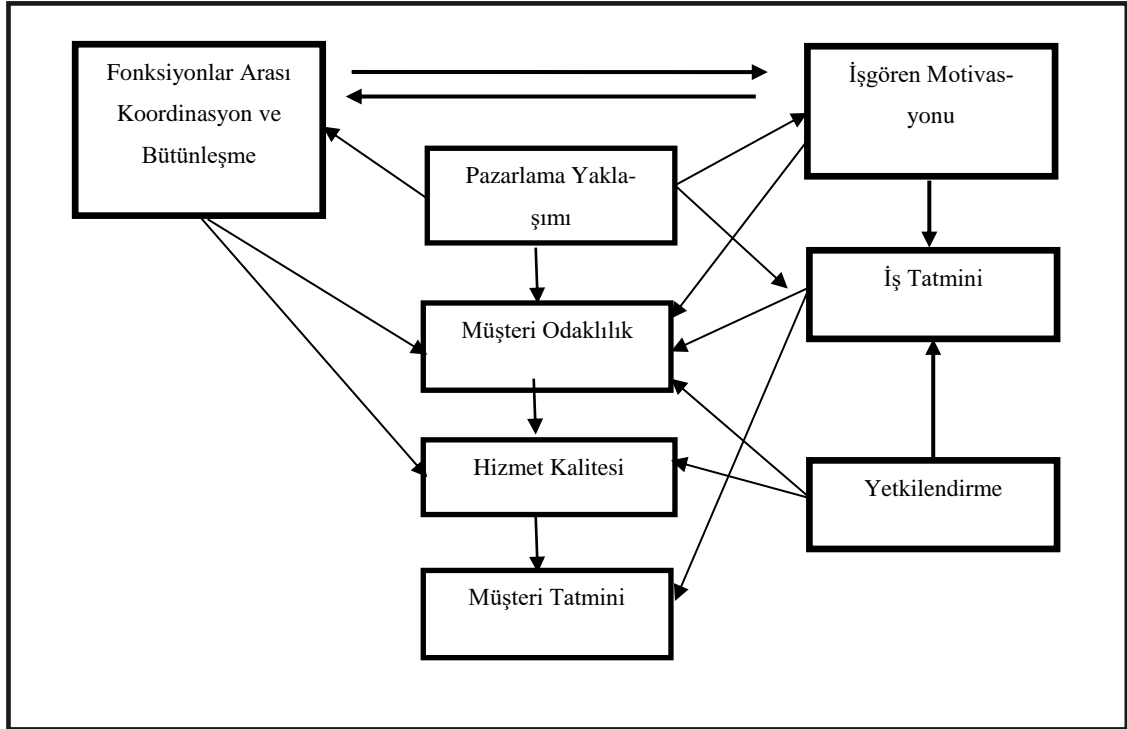 Fonksiyonlar Arası
Koordinasyon ve
Bütünleşme
İşgören Motivas-
yonu
Pazarlama Yakla-
şımı
İş Tatmini
Müşteri Odaklılık
Hizmet Kalitesi
Yetkilendirme
Müşteri Tatmini